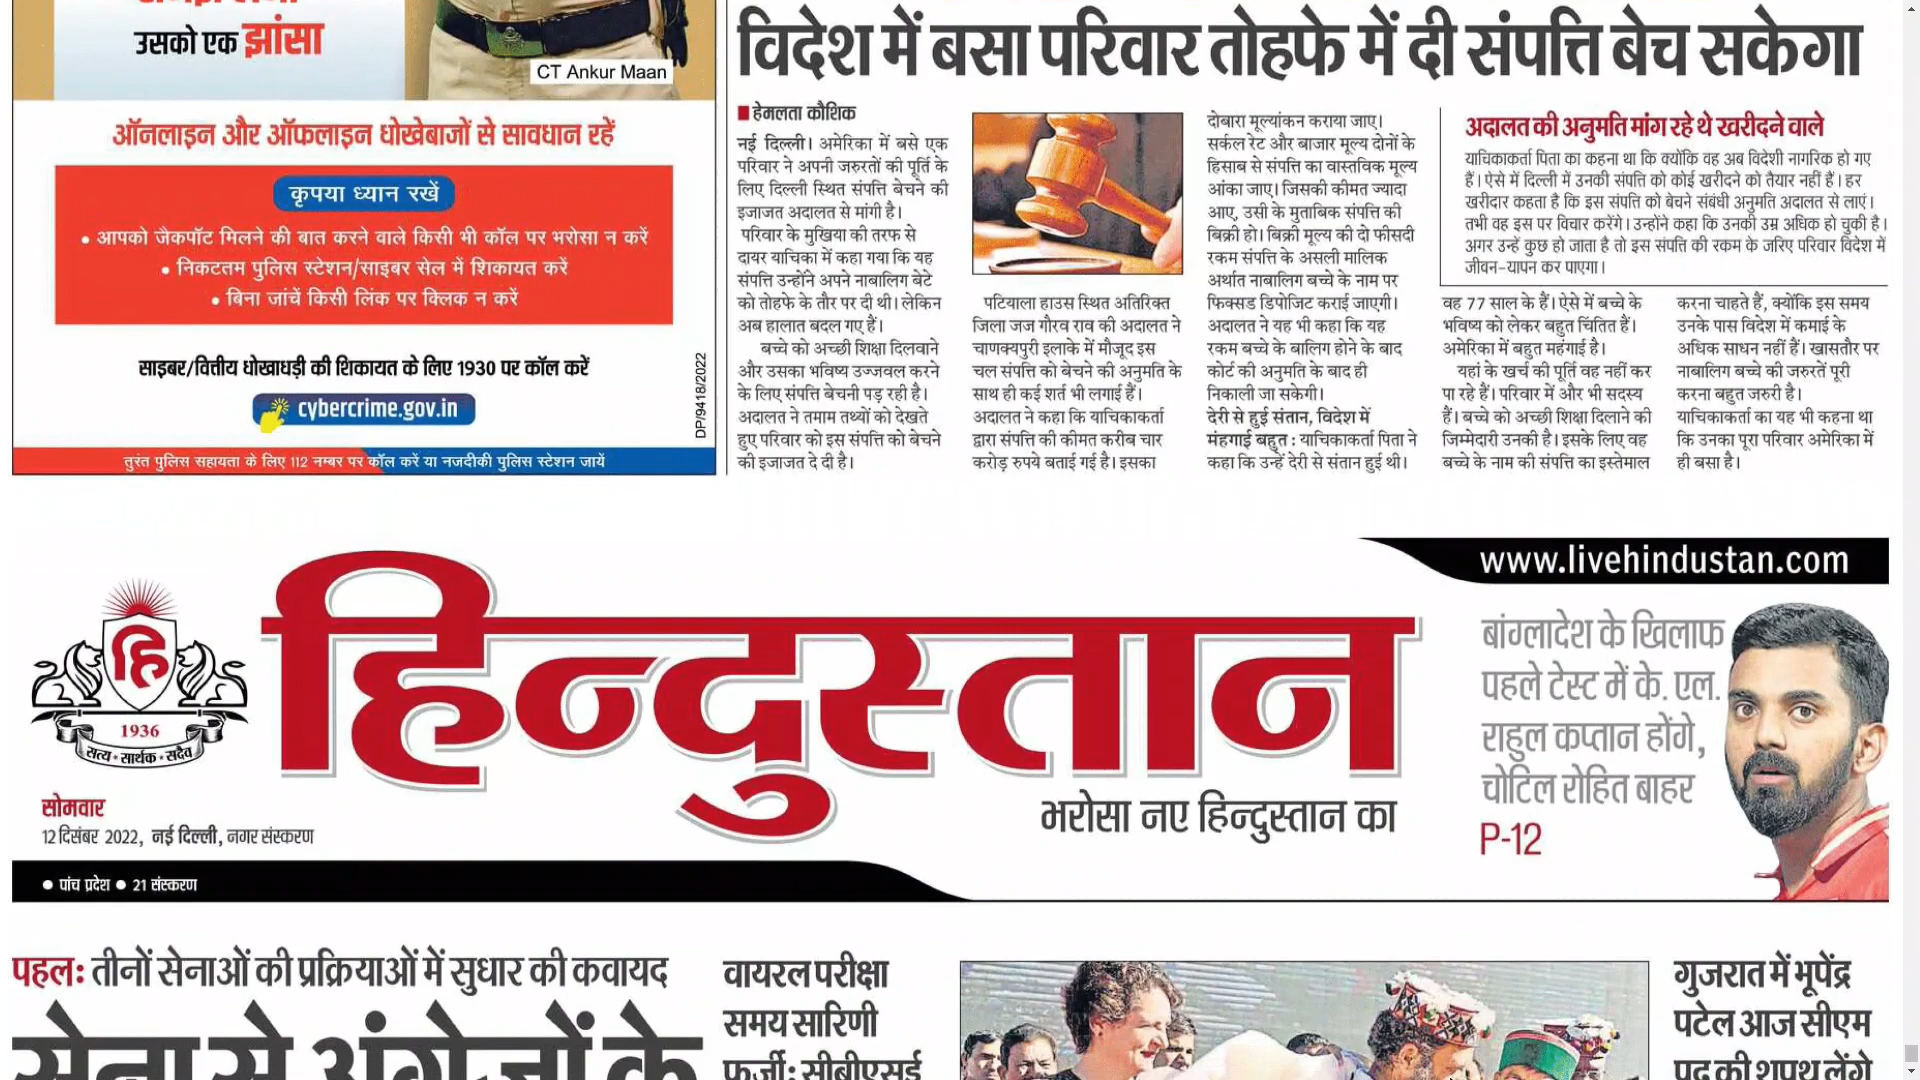 उसको एक झांसा
CT Ankur Maan
ऑनलाइन और ऑफलाइन धोखेबाजों से सावधान रहें
कृपया ध्यान रखें
• आपको जैकपॉट मिलने की बात करने वाले किसी भी कॉल पर भरोसा न करें
• निकटतम पुलिस स्टेशन/साइबर सेल में शिकायत करें
• बिना जांचें किसी लिंक पर क्लिक न करें
साइबर/वित्तीय धोखाधड़ी की शिकायत के लिए 1930 पर कॉल करें
cybercrime.gov.in
DP/9418/2022
तुरंत पुलिस सहायता के लिए 112 नम्बर पर कॉल करें या नजदीकी पुलिस स्टेशन जायें
विदेश में बसा परिवार तोहफे में दी संपत्ति बेच सकेगा
हेमलता कौशिक
नई दिल्ली। अमेरिका में बसे एक
परिवार ने अपनी जरुरतों की पूर्ति के
लिए दिल्ली स्थित संपत्ति बेचने की
इजाजत अदालत से मांगी है।
परिवार के मुखिया की तरफ से
दायर याचिका में कहा गया कि यह
संपत्ति उन्होंने अपने नाबालिग बेटे
को तोहफे के तौर पर दी थी। लेकिन
अब हालात बदल गए हैं।
बच्चे को अच्छी शिक्षा दिलवाने
और उसका भविष्य उज्जवल करने
के लिए संपत्ति बेचनी पड़ रही है।
अदालत ने तमाम तथ्यों को देखते
हुए परिवार को इस संपत्ति को बेचने
की इजाजत दे दी है।
पटियाला हाउस स्थित अतिरिक्त
जिला जज गौरव राव की अदालत ने
चाणक्यपुरी इलाके में मौजूद इस
चल संपत्ति को बेचने की अनुमति के
साथ ही कई शर्त भी लगाई हैं।
अदालत ने कहा कि याचिकाकर्ता
द्वारा संपत्ति की कीमत करीब चार
करोड़ रुपये बताई गई है। इसका
दोबारा मूल्यांकन कराया जाए।
सर्कल रेट और बाजार मूल्य दोनों के
हिसाब से संपत्ति का वास्तविक मूल्य
आंका जाए। जिसकी कीमत ज्यादा
आए, उसी के मुताबिक संपत्ति की
बिक्री हो। बिक्री मूल्य की दो फीसदी
रकम संपत्ति के असली मालिक
अर्थात नाबालिग बच्चे के नाम पर
फिक्सड डिपोजिट कराई जाएगी।
अदालत ने यह भी कहा कि यह
रकम बच्चे के बालिग होने के बाद
कोर्ट की अनुमति के बाद ही
निकाली जा सकेगी।
देरी से हुई संतान, विदेश में
मंहगाई बहुत : याचिकाकर्ता पिता ने
कहा कि उन्हें देरी से संतान हुई थी।
अदालत की अनुमति मांग रहे थे खरीदने वाले
याचिकाकर्ता पिता का कहना था कि क्योंकि वह अब विदेशी नागरिक हो गए
हैं। ऐसे में दिल्ली में उनकी संपति को कोई खरीदने को तैयार नहीं हैं। हर
खरीदार कहता है कि इस संपत्ति को बेचने संबंधी अनुमति अदालत से लाएं।
तभी वह इस पर विचार करेंगे। उन्होंने कहा कि उनकी उम्र अधिक हो चुकी है।
अगर उन्हें कुछ हो जाता है तो इस संपति की रकम के जरिए परिवार विदेश में
जीवन-यापन कर पाएगा।
वह 77 साल के हैं। ऐसे में बच्चे के
भविष्य को लेकर बहुत चिंतित हैं।
अमेरिका में बहुत महंगाई है।
यहां के खर्च की पूर्ति वह नहीं कर
पा रहे हैं। परिवार में और भी सदस्य
हैं। बच्चे को अच्छी शिक्षा दिलाने की
जिम्मेदारी उनकी है। इसके लिए वह
बच्चे के नाम की संपत्ति का इस्तेमाल
करना चाहते हैं, क्योंकि इस समय
उनके पास विदेश में कमाई के
अधिक साधन नहीं हैं। खासतौर पर
नाबालिग बच्चे की जरुरतें पूरी
करना बहुत जरुरी है।
याचिकाकर्ता का यह भी कहना था
कि उनका पूरा परिवार अमेरिका में
ही बसा है।
www.livehindustan.com
हि
1936
सत्य • सार्थक • सदैव
हिन्दुस्तान
भरोसा नए हिन्दुस्तान का
सोमवार
12 दिसंबर 2022, नई दिल्ली, नगर संस्करण
● पांच प्रदेश ● 21 संस्करण
बांग्लादेश के खिलाफ
पहले टेस्ट में के. एल.
राहुल कप्तान होंगे,
चोटिल रोहित बाहर
P-12
पहल: तीनों सेनाओं की प्रक्रियाओं में सुधार की कवायद
सेना से अंग्रेजों के
वायरल परीक्षा
समय सारिणी
फर्जी: सीबीएसई
गुजरात में भूपेंद्र
पटेल आज सीएम
पद की शपथ लेंगे